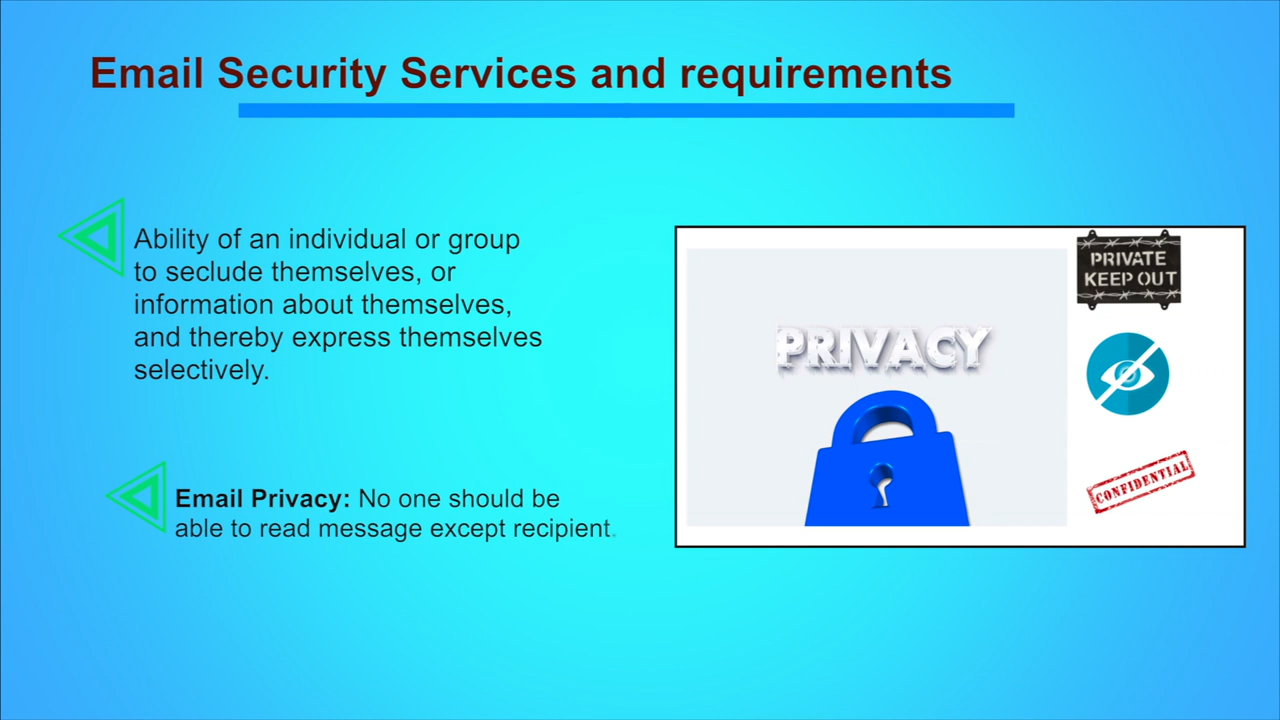 Email Security Services and requirements
Ability of an individual or group
to seclude themselves, or
information about themselves,
and thereby express themselves
selectively.
Email Privacy: No one should be
able to read message except recipient.
PRIVACY
PRIVATE
KEEP OUT
CONFIDENTIAL